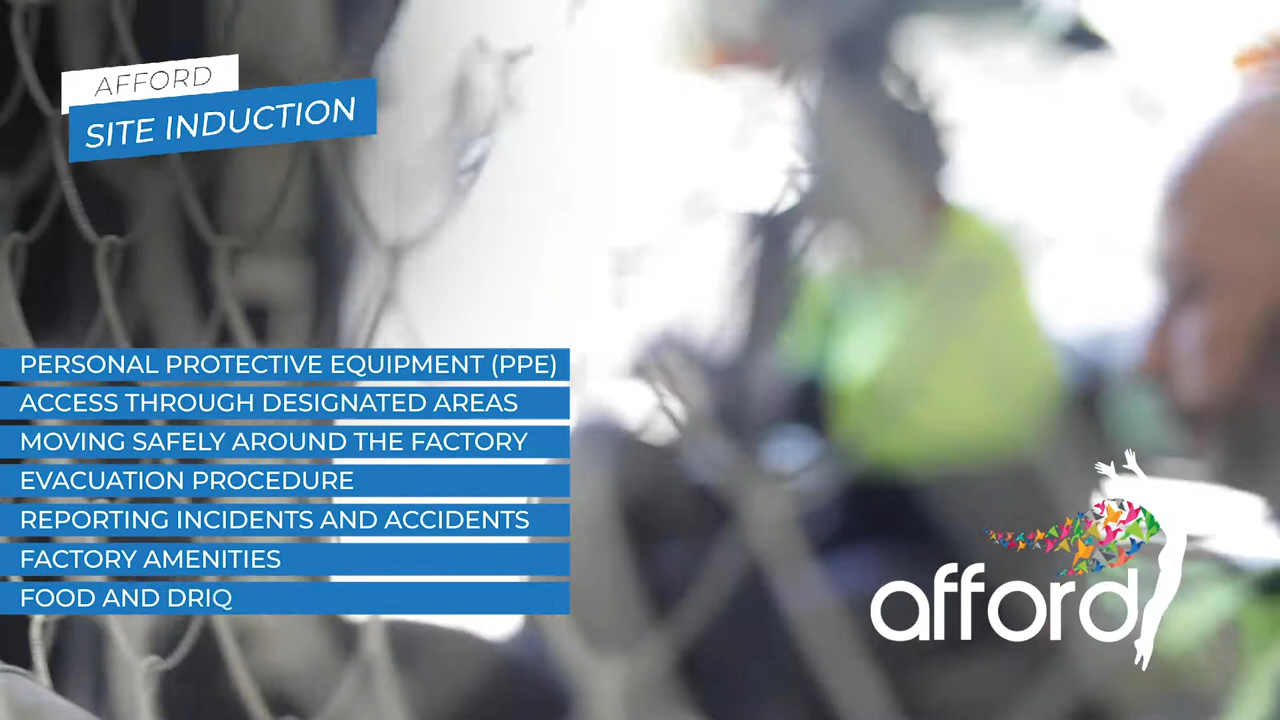 AFFORD
SITE INDUCTION
PERSONAL PROTECTIVE EQUIPMENT (PPE)
ACCESS THROUGH DESIGNATED AREAS
MOVING SAFELY AROUND THE FACTORY
EVACUATION PROCEDURE
REPORTING INCIDENTS AND ACCIDENTS
FACTORY AMENITIES
FOOD AND DRIQ
afford